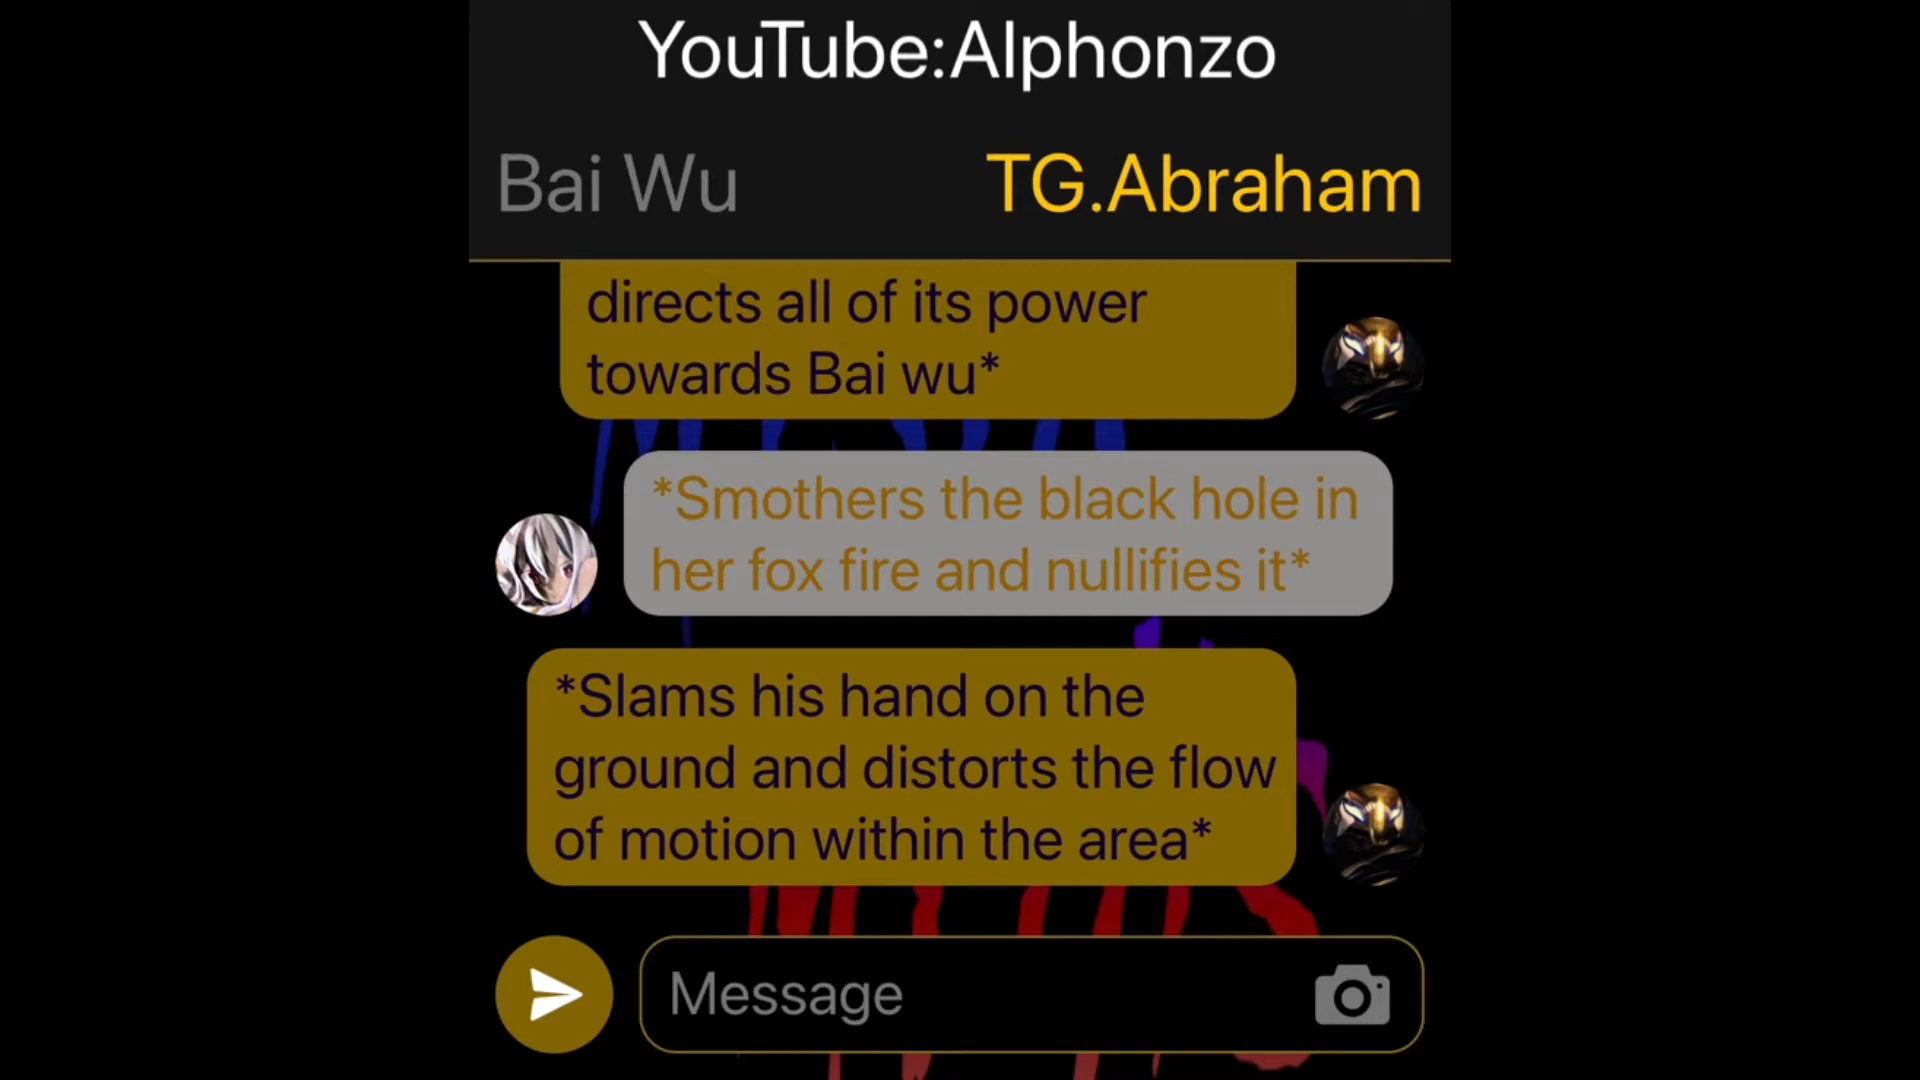 YouTube:Alphonzo
Bai Wu
TG.Abraham
directs all of its power
towards Bai wu*
*Smothers the black hole in
her fox fire and nullifies it*
*Slams his hand on the
ground and distorts the flow
of motion within the area*
Message